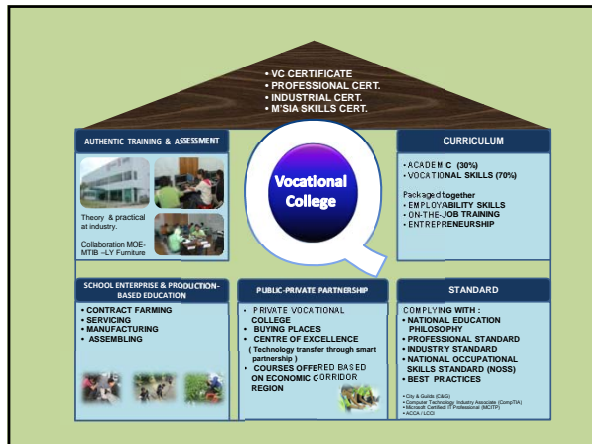 • VC CERTIFICATE
• PROFESSIONAL CERT.
• INDUSTRIAL CERT.
• M'SIA SKILLS CERT.
AUTHENTIC TRAINING & ASSESSMENT
Theory & practical
at industry.
Collaboration MOE-
MTIB –LY Furniture
Vocational
College
CURRICULUM
• ACADEMIC (30%)
• VOCATIONAL SKILLS (70%)
Packaged together
• EMPLOYABILITY SKILLS
• ON-THE-JOB TRAINING
• ENTREPRENEURSHIP
SCHOOL ENTERPRISE & PRODUCTION-
BASED EDUCATION
• CONTRACT FARMING
• SERVICING
• MANUFACTURING
• ASSEMBLING
PUBLIC-PRIVATE PARTNERSHIP
• PRIVATE VOCATIONAL
COLLEGE
• BUYING PLACES
• CENTRE OF EXCELLENCE
( Technology transfer through smart
partnership )
• COURSES OFFERED BASED
ON ECONOMIC CORRIDOR
REGION
STANDARD
COMPLYING WITH :
• NATIONAL EDUCATION
PHILOSOPHY
• PROFESSIONAL STANDARD
• INDUSTRY STANDARD
• NATIONAL OCCUPATIONAL
SKILLS STANDARD (NOSS)
• BEST PRACTICES
• City & Guilds (C&G)
• Computer Technology Industry Associate (CompTIA)
• Microsoft Certified IT Professional (MCITP)
• ACCA / LCCI